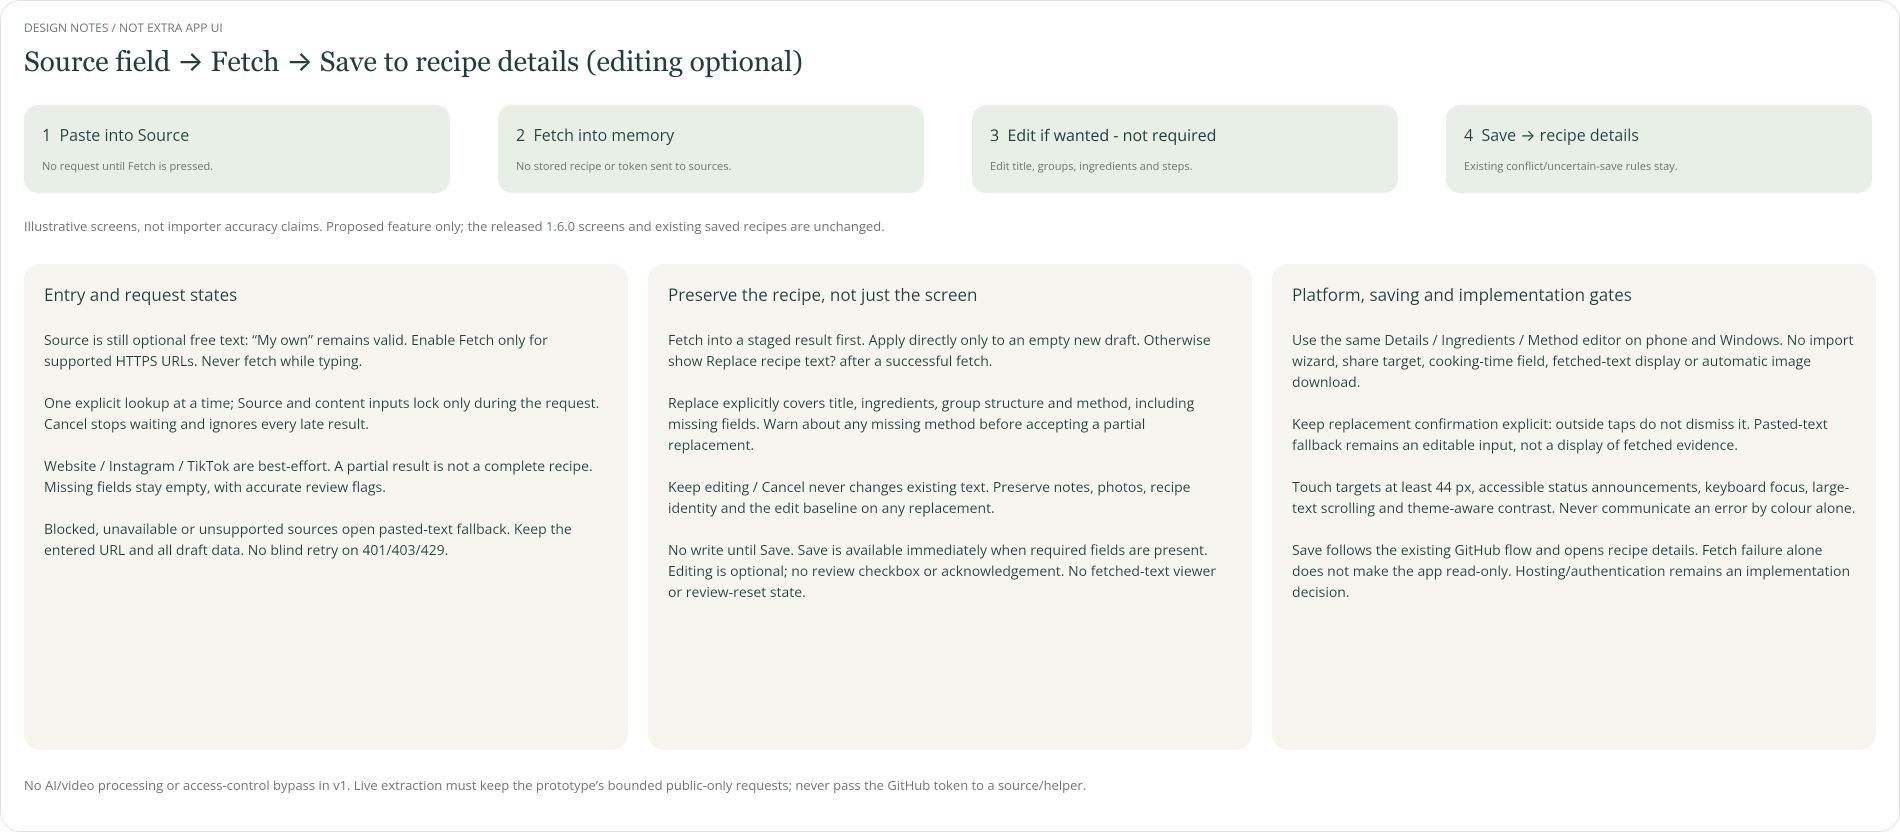 DESIGN NOTES / NOT EXTRA APP UI
Source field → Fetch → Save to recipe details (editing optional)
1 Paste into Source
No request until Fetch is pressed.
2 Fetch into memory
No stored recipe or token sent to sources.
3 Edit if wanted - not required
Edit title, groups, ingredients and steps.
4 Save → recipe details
Existing conflict/uncertain-save rules stay.
Illustrative screens, not importer accuracy claims. Proposed feature only; the released 1.6.0 screens and existing saved recipes are unchanged.
Entry and request states
Source is still optional free text: “My own” remains valid. Enable Fetch only for
supported HTTPS URLs. Never fetch while typing.
One explicit lookup at a time; Source and content inputs lock only during the request.
Cancel stops waiting and ignores every late result.
Website / Instagram / TikTok are best-effort. A partial result is not a complete recipe.
Missing fields stay empty, with accurate review flags.
Blocked, unavailable or unsupported sources open pasted-text fallback. Keep the
entered URL and all draft data. No blind retry on 401/403/429.
Preserve the recipe, not just the screen
Fetch into a staged result first. Apply directly only to an empty new draft. Otherwise
show Replace recipe text? after a successful fetch.
Replace explicitly covers title, ingredients, group structure and method, including
missing fields. Warn about any missing method before accepting a partial
replacement.
Keep editing / Cancel never changes existing text. Preserve notes, photos, recipe
identity and the edit baseline on any replacement.
No write until Save. Save is available immediately when required fields are present.
Editing is optional; no review checkbox or acknowledgement. No fetched-text viewer
or review-reset state.
Platform, saving and implementation gates
Use the same Details / Ingredients / Method editor on phone and Windows. No import
wizard, share target, cooking-time field, fetched-text display or automatic image
download.
Keep replacement confirmation explicit: outside taps do not dismiss it. Pasted-text
fallback remains an editable input, not a display of fetched evidence.
Touch targets at least 44 px, accessible status announcements, keyboard focus, large-
text scrolling and theme-aware contrast. Never communicate an error by colour alone.
Save follows the existing GitHub flow and opens recipe details. Fetch failure alone
does not make the app read-only. Hosting/authentication remains an implementation
decision.
No AI/video processing or access-control bypass in v1. Live extraction must keep the prototype’s bounded public-only requests; never pass the GitHub token to a source/helper.